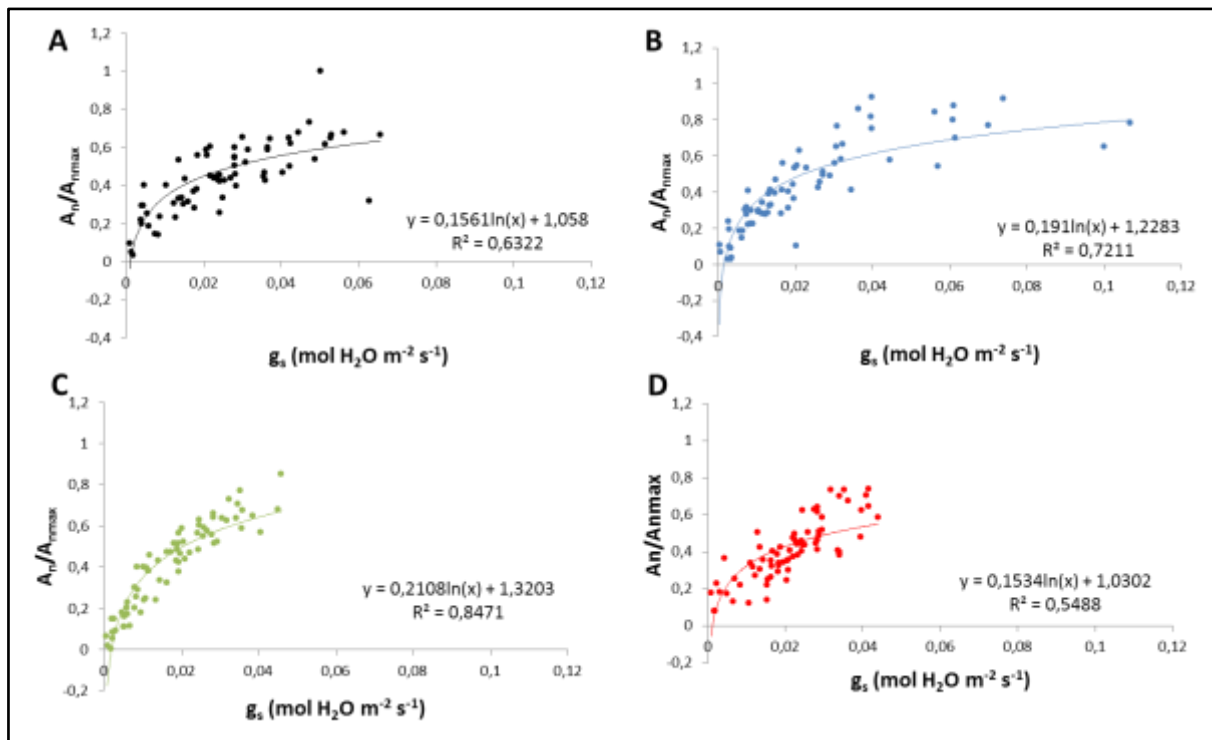 A
B
1,2
1
0,8
0,6
0,4
0,2
0
-0,2
-0,4
0 0,02 0,04 0,06 0,08 0,1 0,12
Aₙ/Aₙₘₐₓ
y = 0,1561ln(x) + 1,058
R² = 0,6322
gₛ (mol H₂O m⁻² s⁻¹)
1,2
1
0,8
0,6
0,4
0,2
0
-0,2
-0,4
0 0,02 0,04 0,06 0,08 0,1 0,12
Aₙ/Aₙₘₐₓ
y = 0,191ln(x) + 1,2283
R² = 0,7211
gₛ (mol H₂O m⁻² s⁻¹)
C
D
1,2
1
0,8
0,6
0,4
0,2
0
-0,2
0 0,02 0,04 0,06 0,08 0,1 0,12
Aₙ/Aₙₘₐₓ
y = 0,2108ln(x) + 1,3203
R² = 0,8471
gₛ (mol H₂O m⁻² s⁻¹)
1,2
1
0,8
0,6
0,4
0,2
0
-0,2
0 0,02 0,04 0,06 0,08 0,1 0,12
An/Anmax
y = 0,1534ln(x) + 1,0302
R² = 0,5488
gₛ (mol H₂O m⁻² s⁻¹)